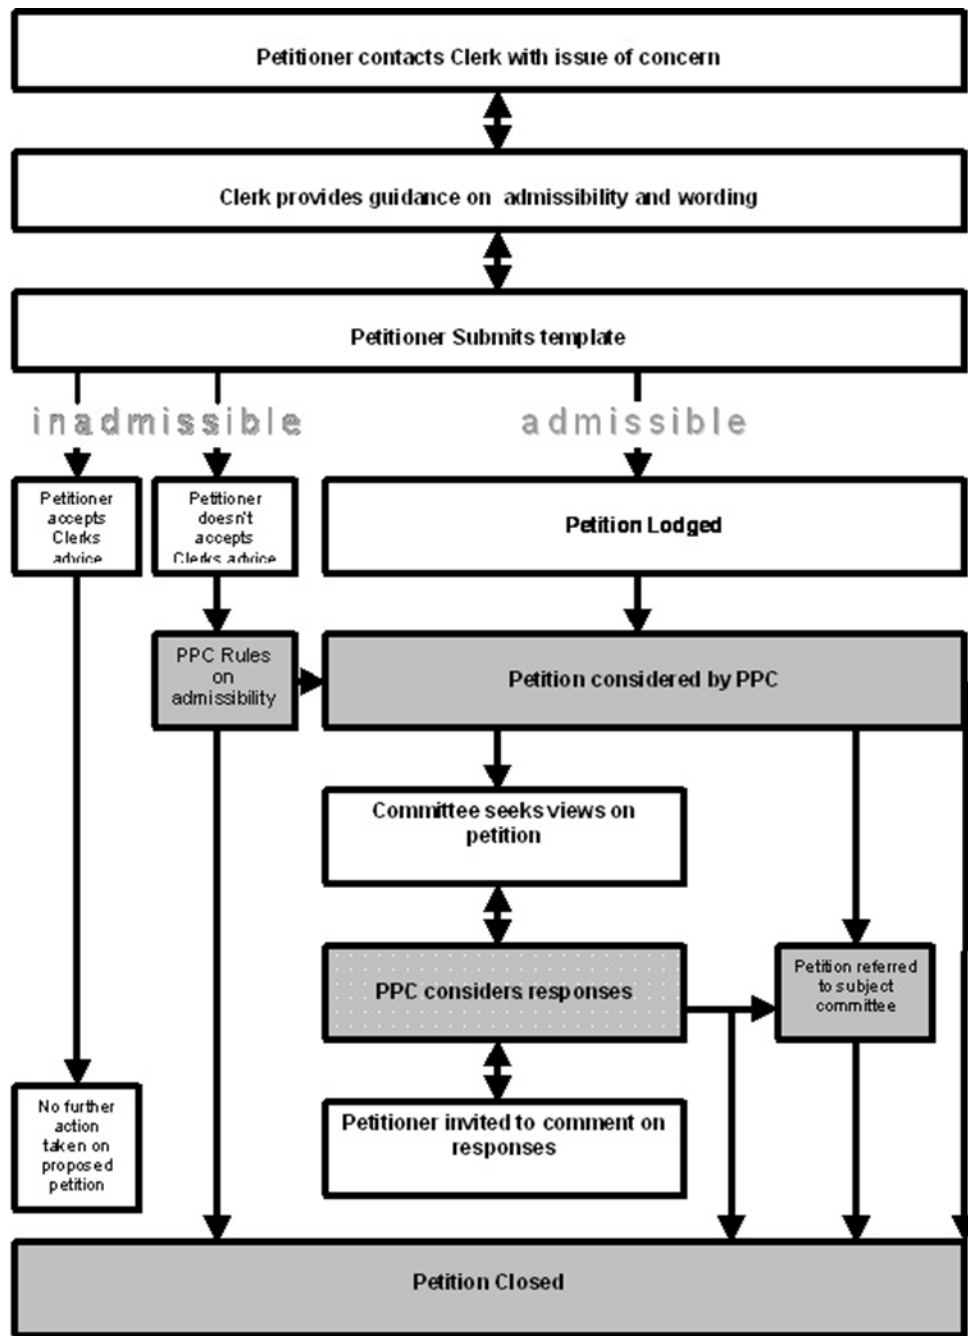 Petitioner contacts Clerk with issue of concern
Clerk provides guidance on admissibility and wording
Petitioner Submits template
inadmissible
admissible
Petitioner
accepts
Clerks
advice
Petitioner
doesn't
accepts
Clerks advice
Petition Lodged
PPC Rules
on
admissibility
Petition considered by PPC
Committee seeks views on
petition
PPC considers responses
Petition referred
to subject
committee
Petitioner invited to comment on
responses
No further
action
taken on
proposed
petition
Petition Closed